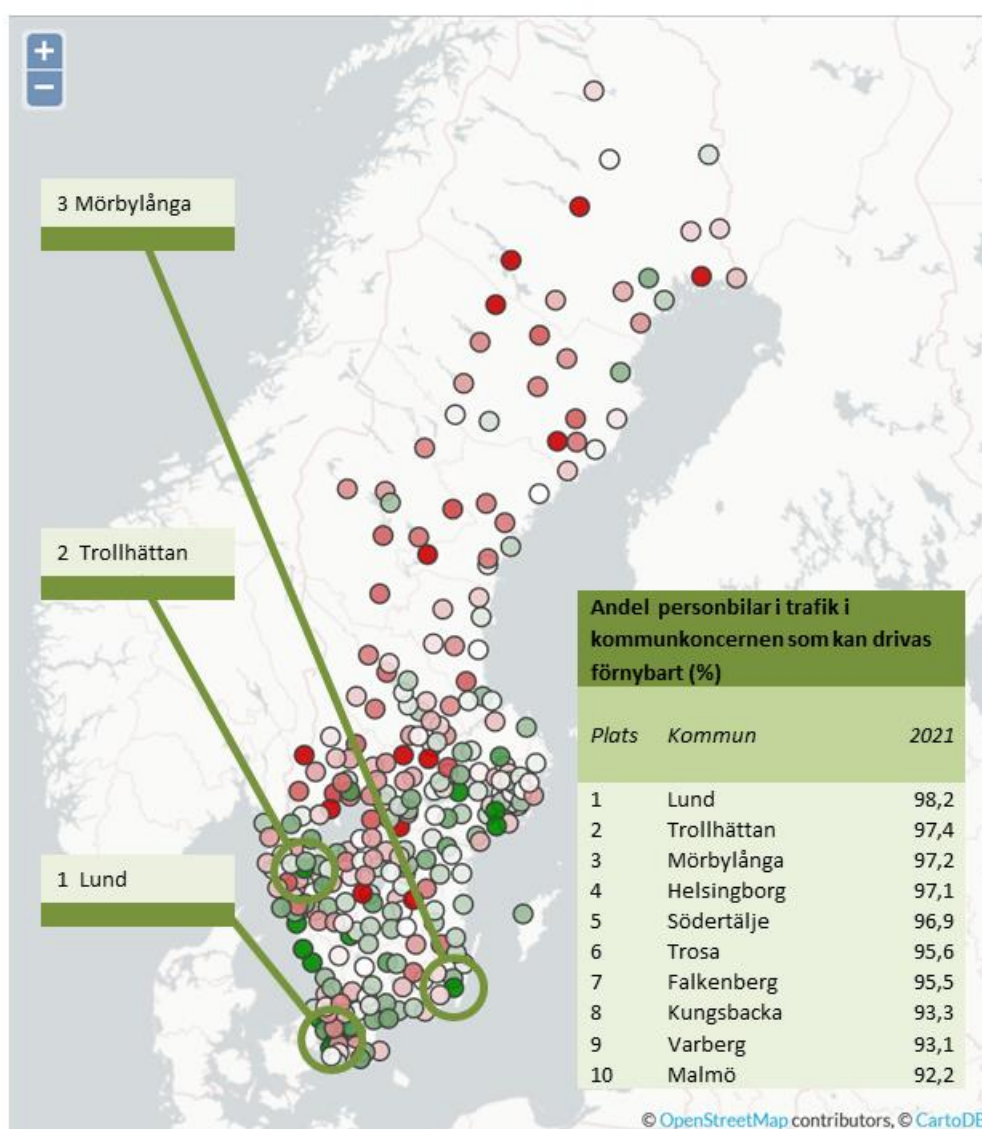 +
−
3 Mörbylånga
2 Trollhättan
1 Lund
Andel personbilar i trafik i
kommunkoncernen som kan drivas
förnybart (%)
Plats Kommun 2021
1 Lund 98,2
2 Trollhättan 97,4
3 Mörbylånga 97,2
4 Helsingborg 97,1
5 Södertälje 96,9
6 Trosa 95,6
7 Falkenberg 95,5
8 Kungsbacka 93,3
9 Varberg 93,1
10 Malmö 92,2
© OpenStreetMap contributors, © CartoDB